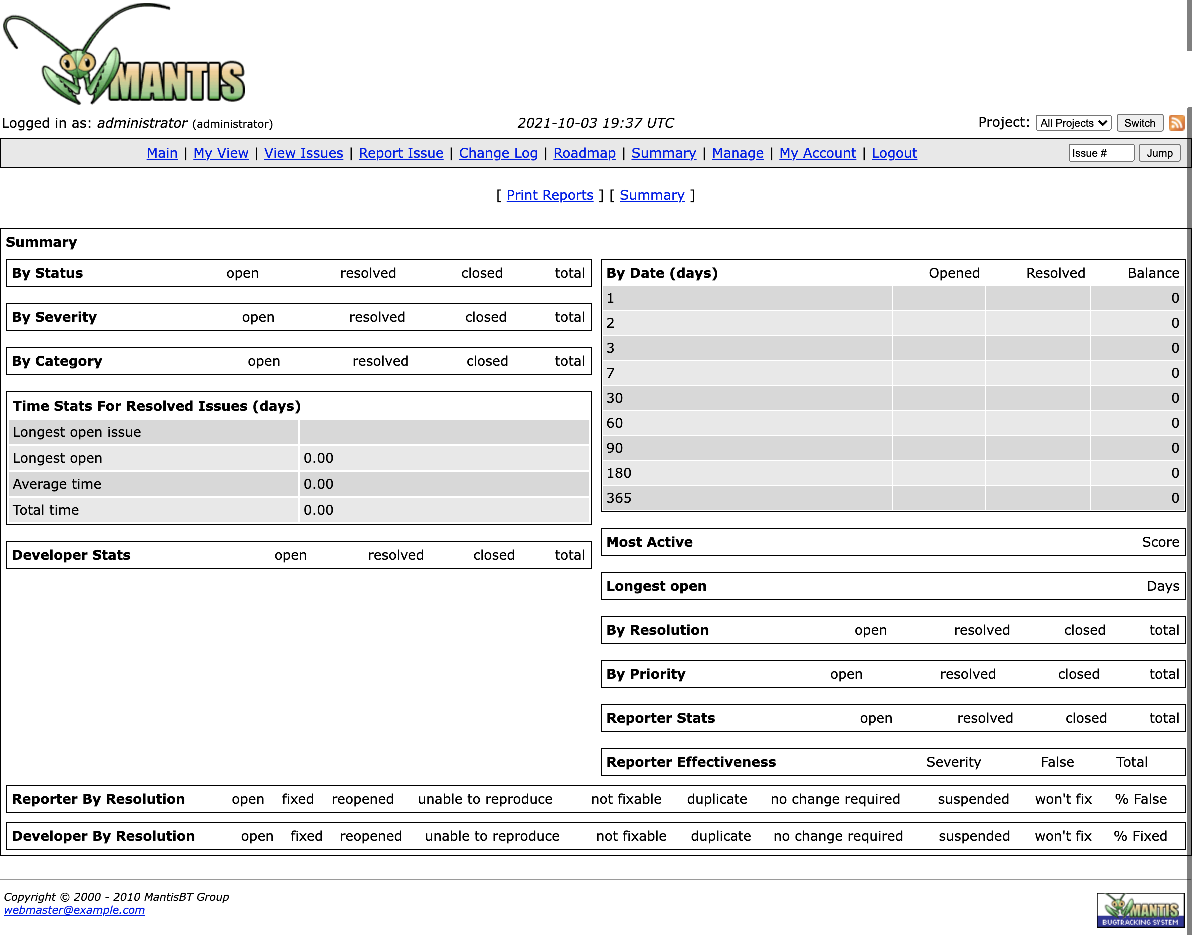 MANTIS
Logged in as: administrator (administrator) 2021-10-03 19:37 UTC Project: All Projects Switch
Main | My View | View Issues | Report Issue | Change Log | Roadmap | Summary | Manage | My Account | Logout Issue # Jump
[ Print Reports ] [ Summary ]
Summary
By Status open resolved closed total
By Severity open resolved closed total
By Category open resolved closed total
Time Stats For Resolved Issues (days)
Longest open issue
Longest open 0.00
Average time 0.00
Total time 0.00
Developer Stats open resolved closed total
By Date (days) Opened Resolved Balance
1 0
2 0
3 0
7 0
30 0
60 0
90 0
180 0
365 0
Most Active Score
Longest open Days
By Resolution open resolved closed total
By Priority open resolved closed total
Reporter Stats open resolved closed total
Reporter Effectiveness Severity False Total
Reporter By Resolution open fixed reopened unable to reproduce not fixable duplicate no change required suspended won't fix % False
Developer By Resolution open fixed reopened unable to reproduce not fixable duplicate no change required suspended won't fix % Fixed
Copyright © 2000 - 2010 MantisBT Group
webmaster@example.com
MANTIS
BUGTRACKING SYSTEM